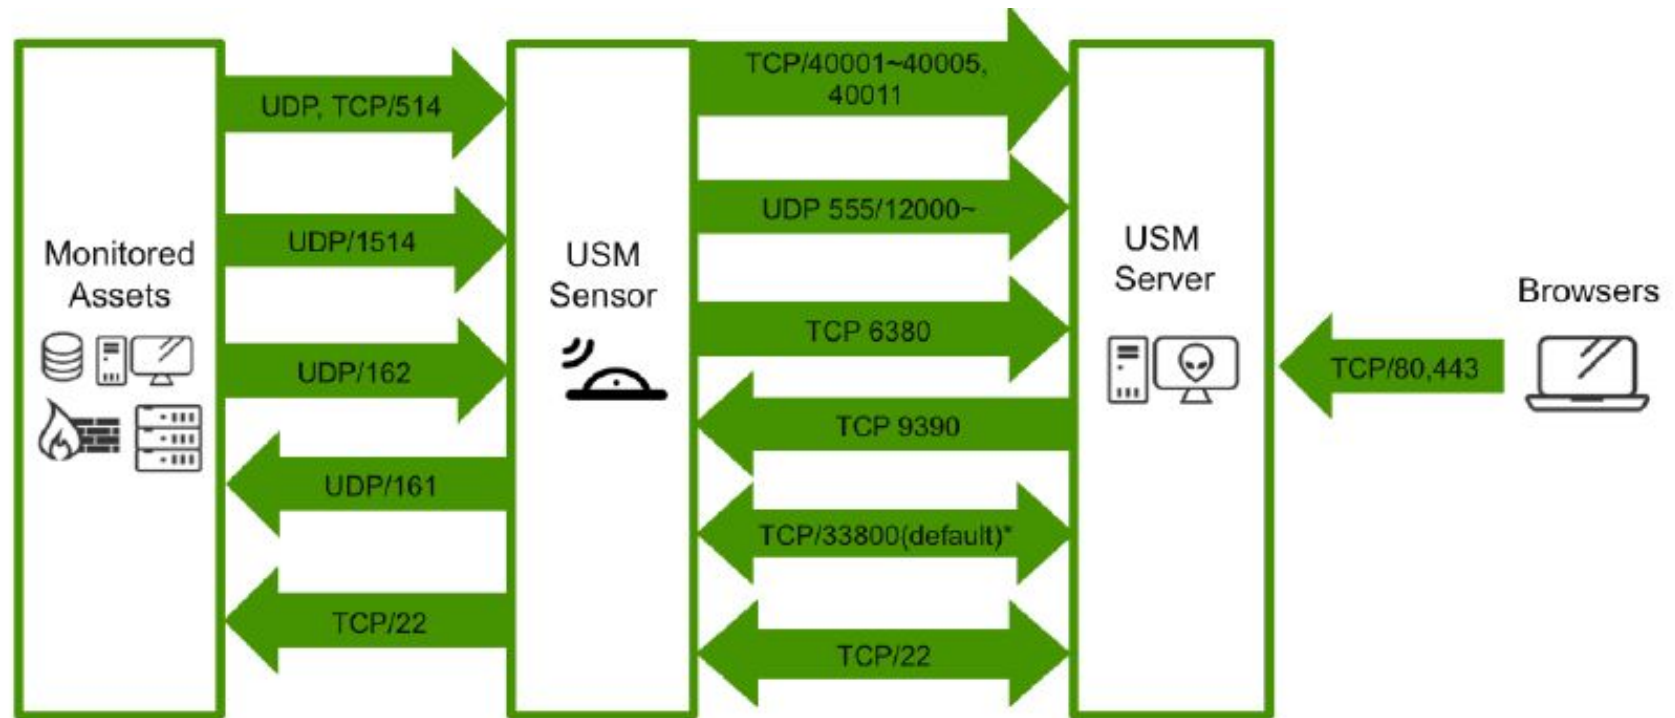 Monitored
Assets
UDP, TCP/514
UDP/1514
UDP/162
UDP/161
TCP/22
USM
Sensor
TCP/40001~40005,
40011
UDP 555/12000~
TCP 6380
TCP 9390
TCP/33800(default)*
TCP/22
USM
Server
TCP/80,443
Browsers